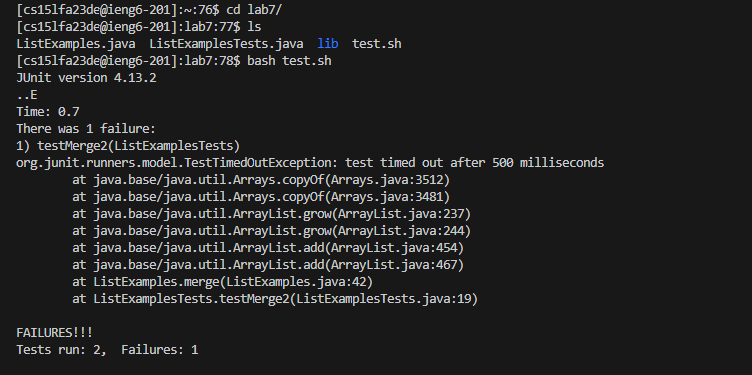 [cs15lfa23de@ieng6-201]:~:76$ cd lab7/
[cs15lfa23de@ieng6-201]:lab7:77$ ls
ListExamples.java  ListExamplesTests.java  lib  test.sh
[cs15lfa23de@ieng6-201]:lab7:78$ bash test.sh
JUnit version 4.13.2
..E
Time: 0.7
There was 1 failure:
1) testMerge2(ListExamplesTests)
org.junit.runners.model.TestTimedOutException: test timed out after 500 milliseconds
        at java.base/java.util.Arrays.copyOf(Arrays.java:3512)
        at java.base/java.util.Arrays.copyOf(Arrays.java:3481)
        at java.base/java.util.ArrayList.grow(ArrayList.java:237)
        at java.base/java.util.ArrayList.grow(ArrayList.java:244)
        at java.base/java.util.ArrayList.add(ArrayList.java:454)
        at java.base/java.util.ArrayList.add(ArrayList.java:467)
        at ListExamples.merge(ListExamples.java:42)
        at ListExamplesTests.testMerge2(ListExamplesTests.java:19)

FAILURES!!!
Tests run: 2,  Failures: 1